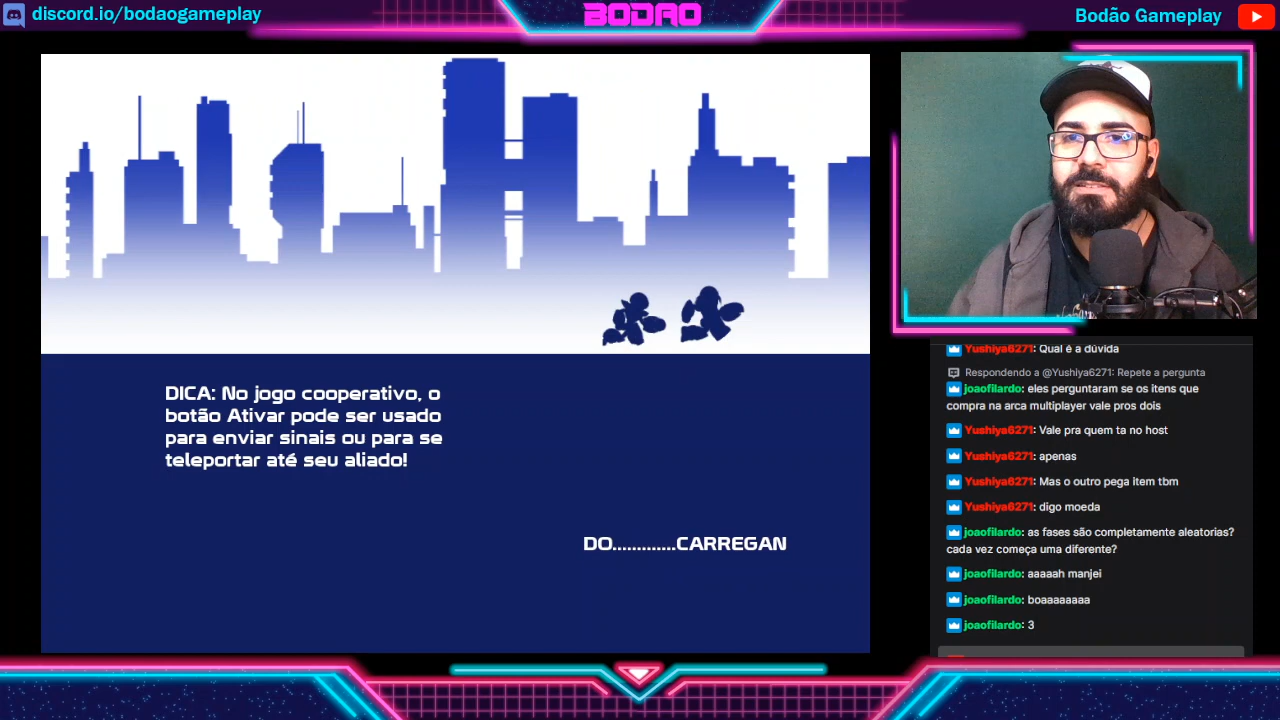 discord.io/bodaogameplay
BODAO
Bodão Gameplay
DICA: No jogo cooperativo, o
botão Ativar pode ser usado
para enviar sinais ou para se
teleportar até seu aliado!
DO.............CARREGAN
Yushiya6271: Qual é a dúvida
Respondendo a @Yushiya6271: Repete a pergunta
joaofilardo: eles perguntaram se os itens que
compra na arca multiplayer vale pros dois
Yushiya6271: Vale pra quem ta no host
Yushiya6271: apenas
Yushiya6271: Mas o outro pega item tbm
Yushiya6271: digo moeda
joaofilardo: as fases são completamente aleatorias?
cada vez começa uma diferente?
joaofilardo: aaaaah manjei
joaofilardo: boaaaaaaaa
joaofilardo: 3